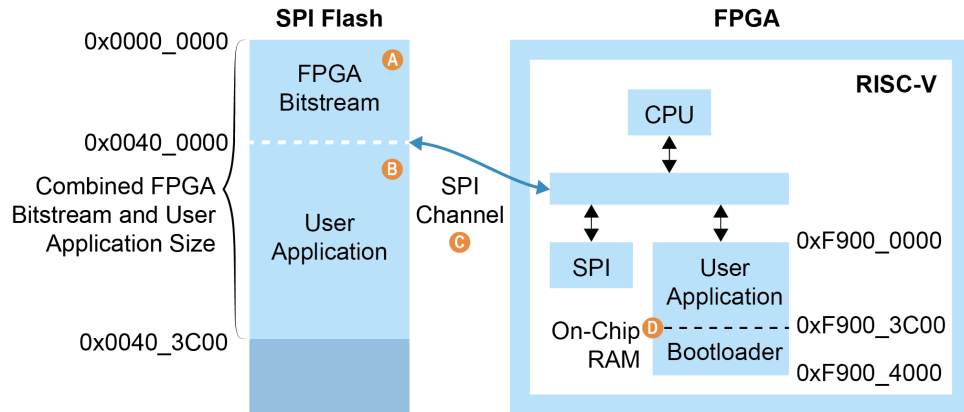 SPI Flash
0x0000_0000
A
FPGA
Bitstream
0x0040_0000
B
Combined FPGA
Bitstream and User
Application Size
User
Application
0x0040_3C00
SPI
Channel
C
FPGA
RISC-V
CPU
SPI
User
Application
0xF900_0000
On-Chip
RAM
D
0xF900_3C00
Bootloader
0xF900_4000